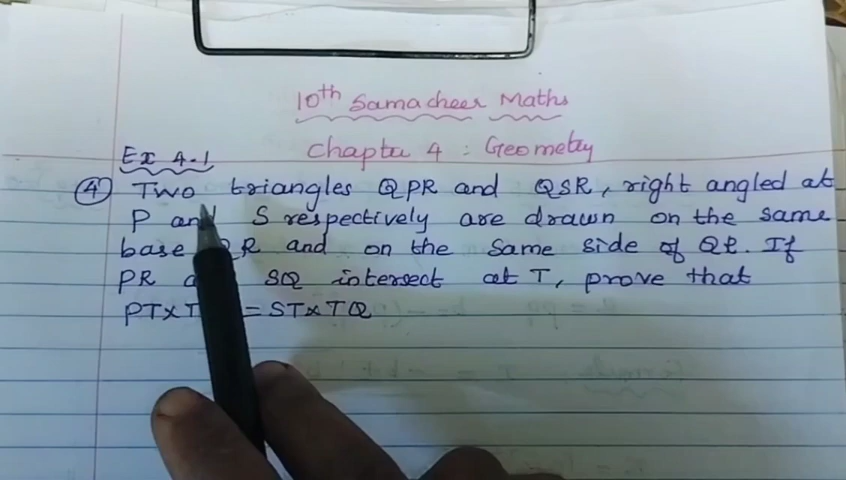 10th Samacheer Maths
Chapter 4 : Geometry
Ex 4.1
④ Two triangles QPR and QSR, right angled at
P and S respectively are drawn on the same
base QR and on the same side of QR. If
PR SQ intersect at T, prove that
PT x T = ST x TQ